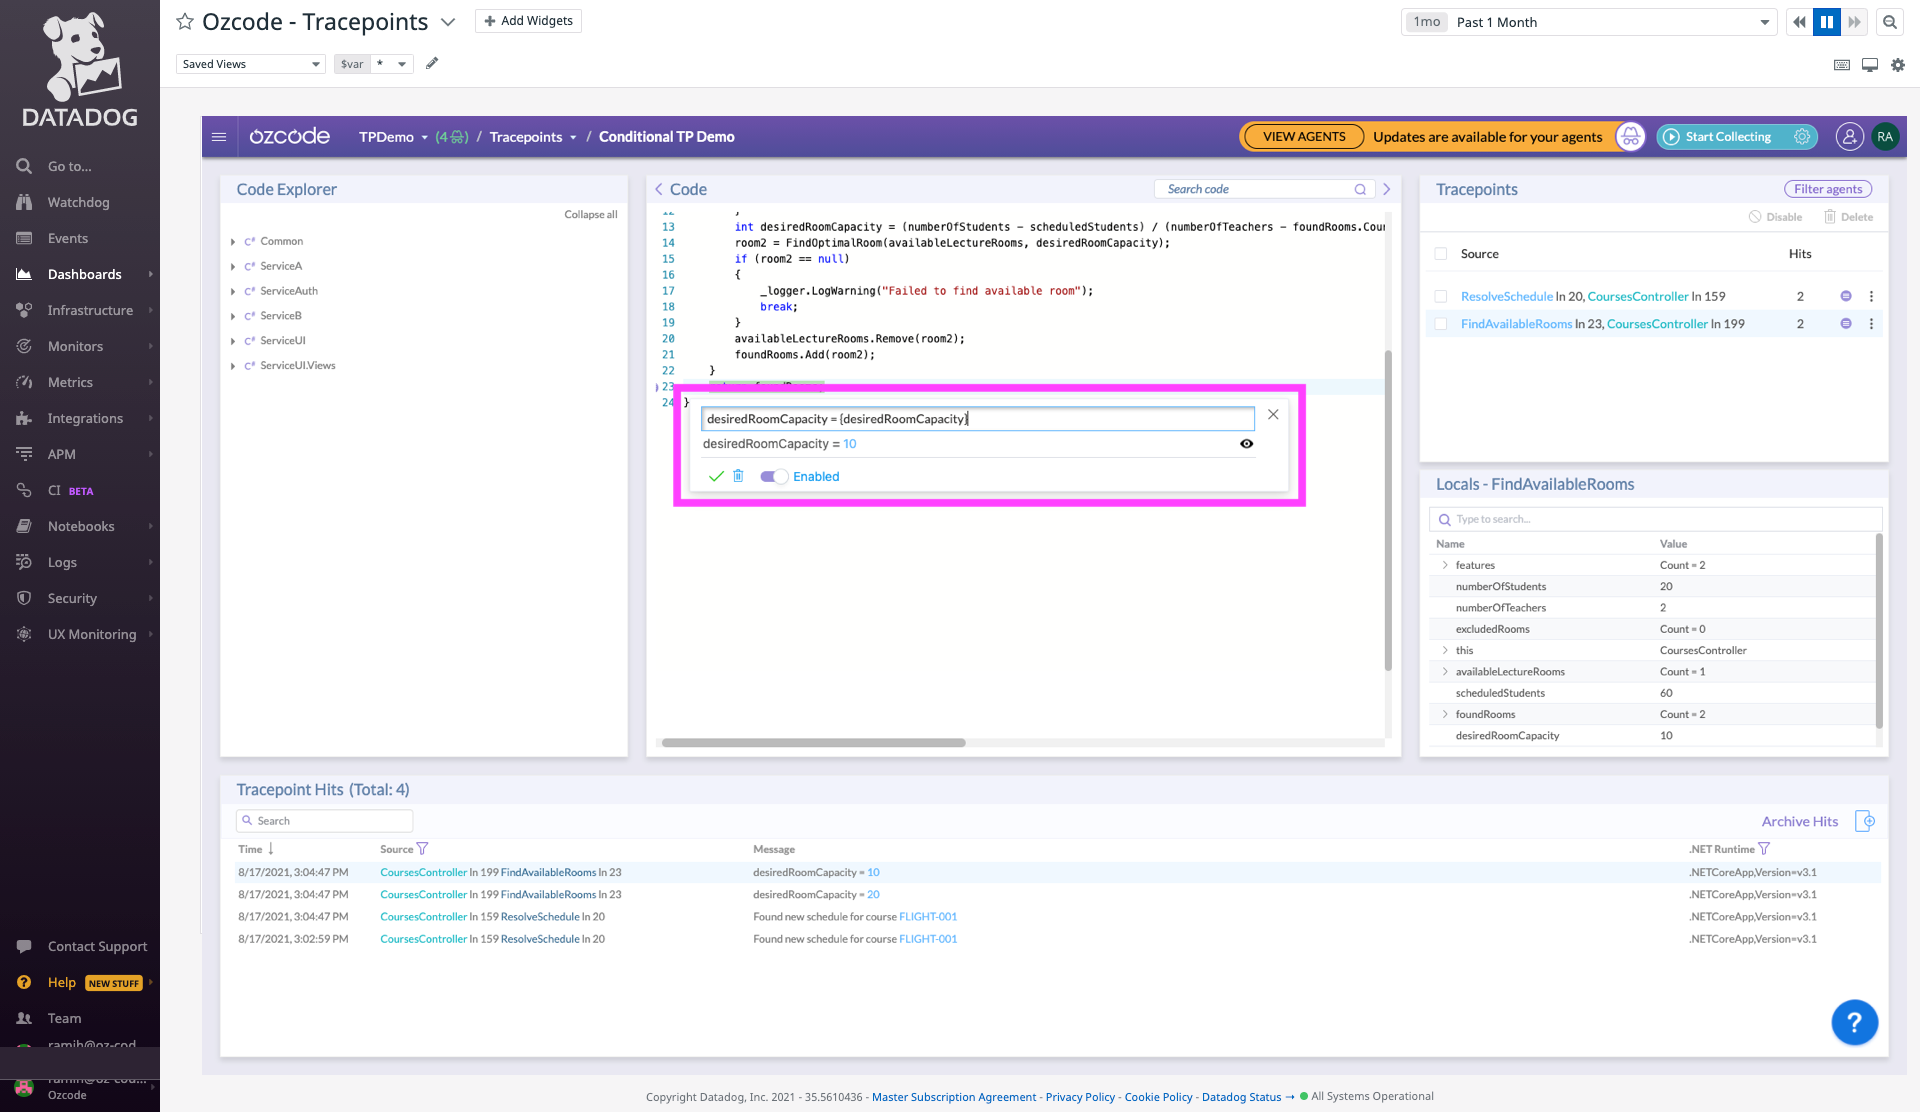 DATADOG
Go to...
Watchdog
Events
Dashboards
Infrastructure
Monitors
Metrics
Integrations
APM
CI BETA
Notebooks
Logs
Security
UX Monitoring
Contact Support
Help NEW STUFF
Team
ramih@oz-cod
ramih@oz-cod...
Ozcode
Ozcode - Tracepoints
+ Add Widgets
1mo Past 1 Month
Saved Views
$var *
ozcode TPDemo (4) / Tracepoints / Conditional TP Demo
VIEW AGENTS Updates are available for your agents
Start Collecting
RA
Code Explorer
Collapse all
C# Common
C# ServiceA
C# ServiceAuth
C# ServiceB
C# ServiceUI
C# ServiceUI.Views
Code
Search code
12 }
13 int desiredRoomCapacity = (numberOfStudents - scheduledStudents) / (numberOfTeachers - foundRooms.Cour
14 room2 = FindOptimalRoom(availableLectureRooms, desiredRoomCapacity);
15 if (room2 == null)
16 {
17 _logger.LogWarning("Failed to find available room");
18 break;
19 }
20 availableLectureRooms.Remove(room2);
21 foundRooms.Add(room2);
22 }
23
24 }
desiredRoomCapacity = {desiredRoomCapacity}
desiredRoomCapacity = 10
Enabled
Tracepoints
Filter agents
Disable Delete
Source Hits
ResolveSchedule ln 20, CoursesController ln 159 2
FindAvailableRooms ln 23, CoursesController ln 199 2
Locals - FindAvailableRooms
Type to search...
Name Value
features Count = 2
numberOfStudents 20
numberOfTeachers 2
excludedRooms Count = 0
this CoursesController
availableLectureRooms Count = 1
scheduledStudents 60
foundRooms Count = 2
desiredRoomCapacity 10
Tracepoint Hits (Total: 4)
Search
Archive Hits
Time Source Message .NET Runtime
8/17/2021, 3:04:47 PM CoursesController ln 199 FindAvailableRooms ln 23 desiredRoomCapacity = 10 .NETCoreApp,Version=v3.1
8/17/2021, 3:04:47 PM CoursesController ln 199 FindAvailableRooms ln 23 desiredRoomCapacity = 20 .NETCoreApp,Version=v3.1
8/17/2021, 3:04:47 PM CoursesController ln 159 ResolveSchedule ln 20 Found new schedule for course FLIGHT-001 .NETCoreApp,Version=v3.1
8/17/2021, 3:02:59 PM CoursesController ln 159 ResolveSchedule ln 20 Found new schedule for course FLIGHT-001 .NETCoreApp,Version=v3.1
?
Copyright Datadog, Inc. 2021 - 35.5610436 - Master Subscription Agreement - Privacy Policy - Cookie Policy - Datadog Status → All Systems Operational